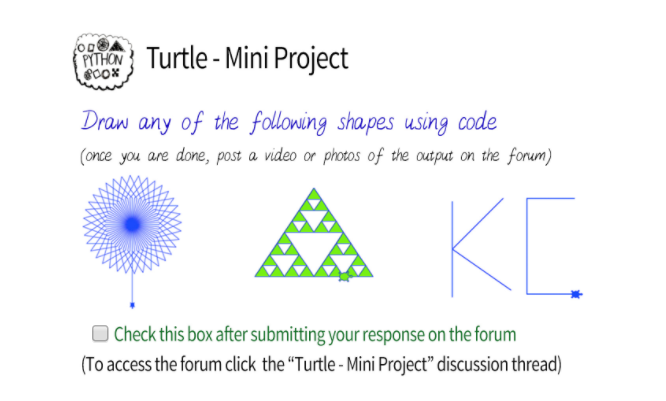 PYTHON
Turtle - Mini Project
Draw any of the following shapes using code
(once you are done, post a video or photos of the output on the forum)
K C
Check this box after submitting your response on the forum
(To access the forum click the “Turtle - Mini Project” discussion thread)